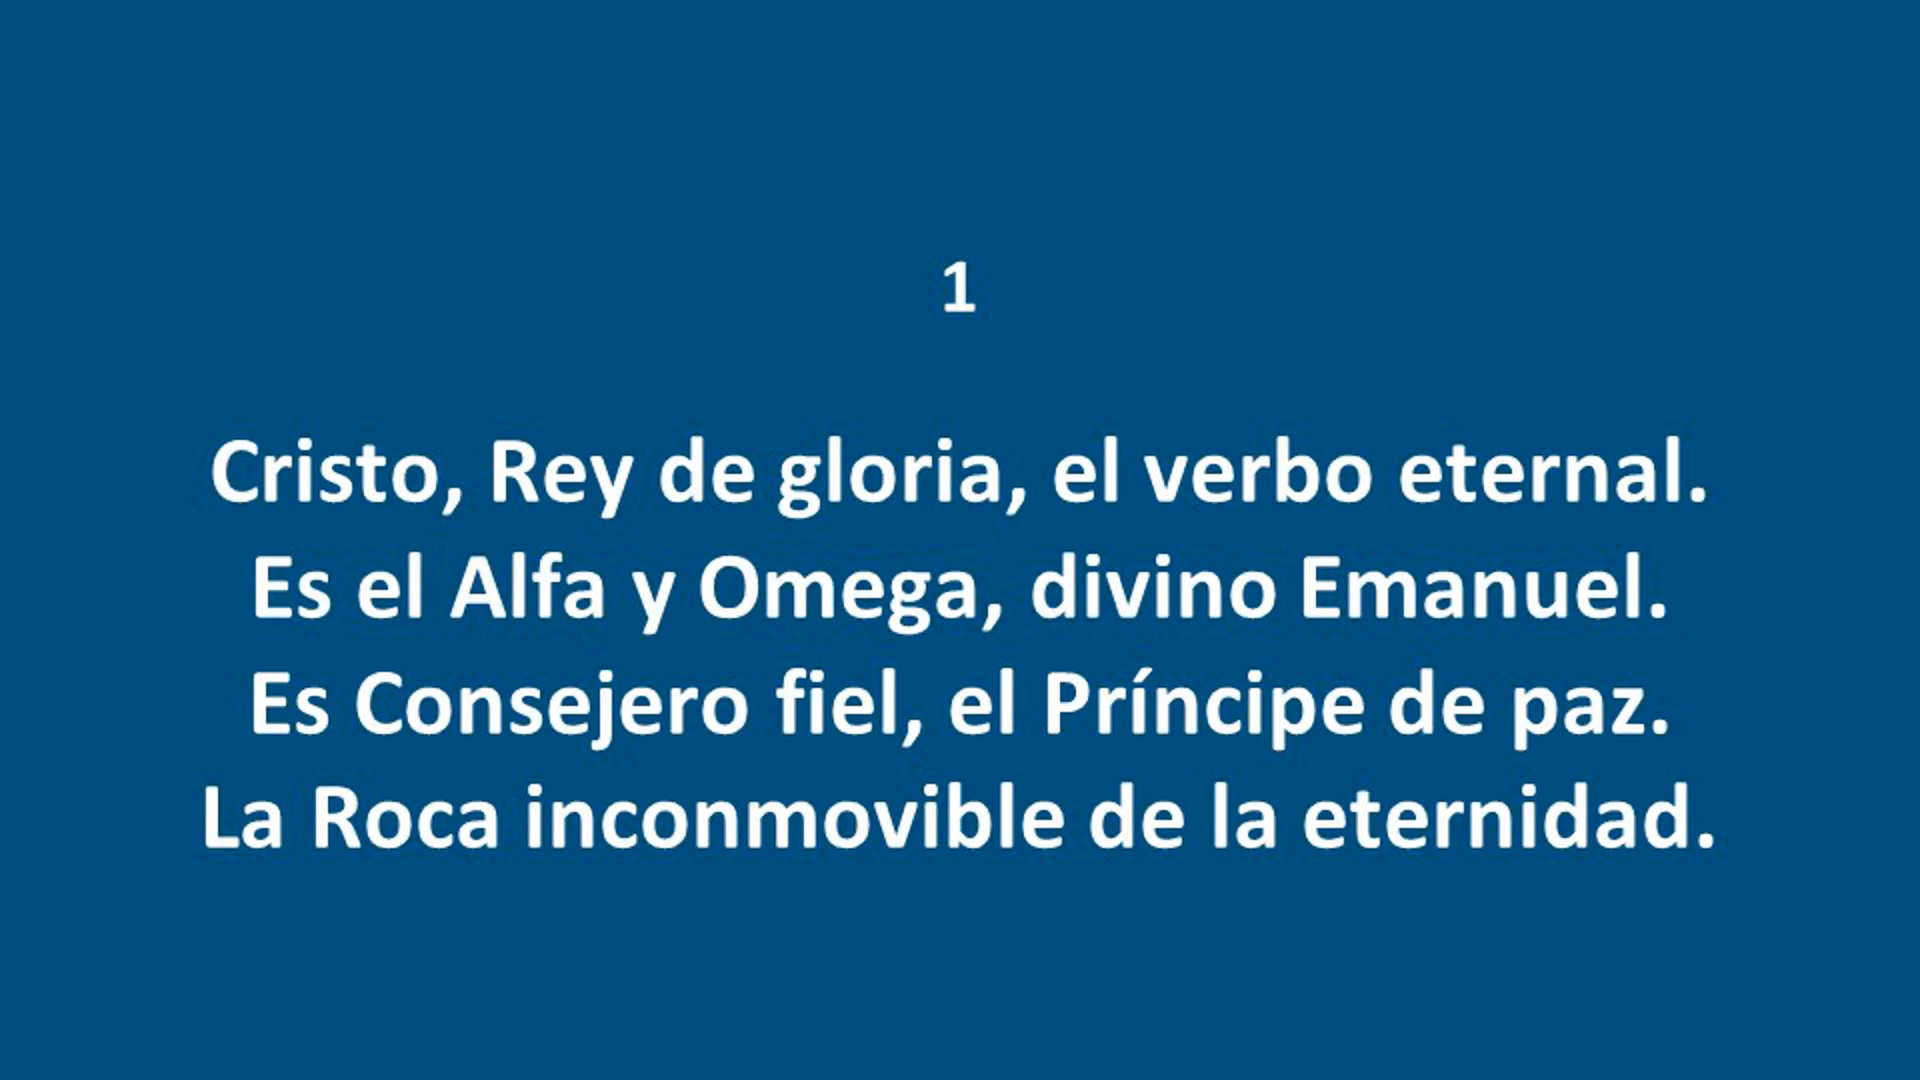 1
Cristo, Rey de gloria, el verbo eternal.
Es el Alfa y Omega, divino Emanuel.
Es Consejero fiel, el Príncipe de paz.
La Roca inconmovible de la eternidad.